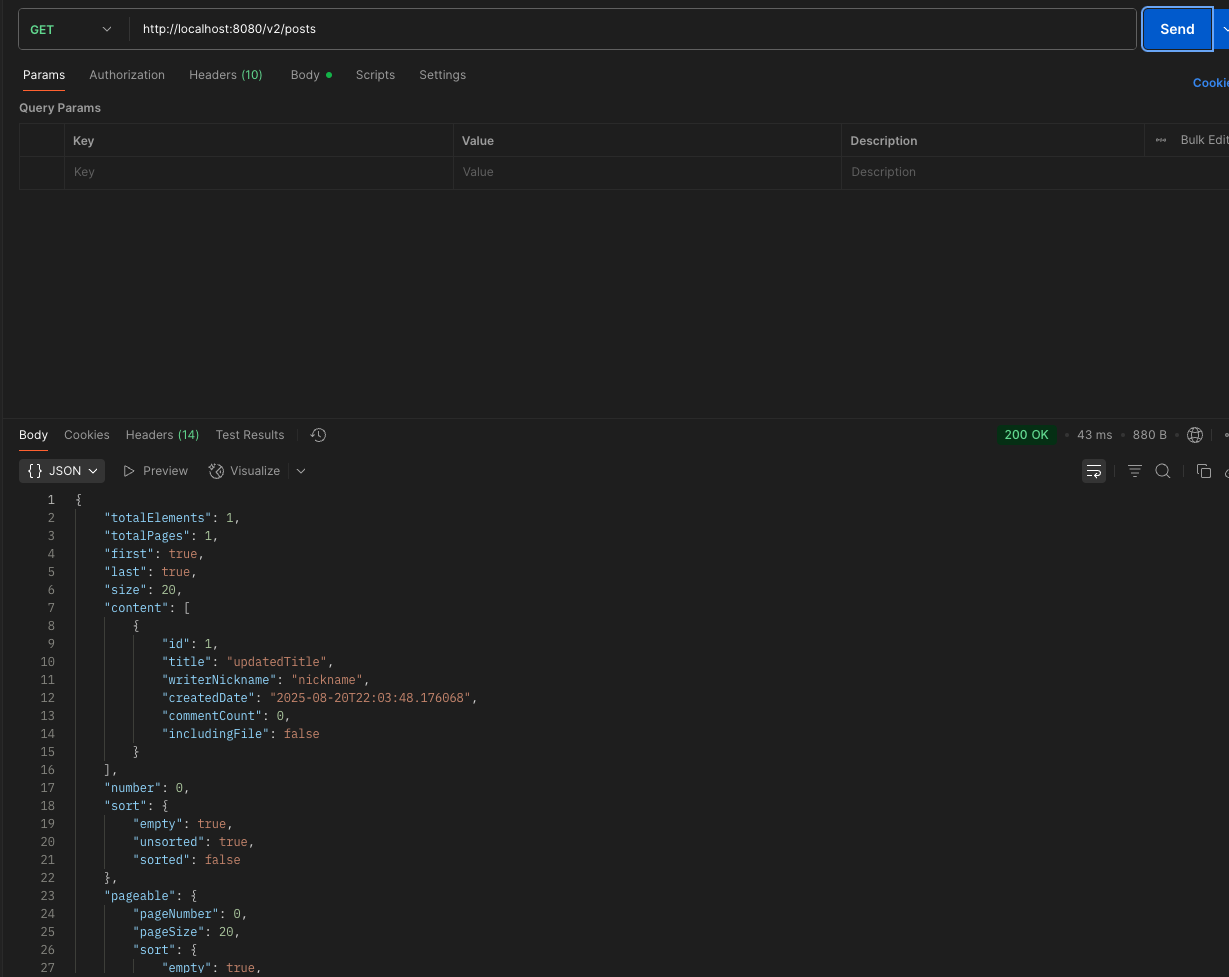 GET http://localhost:8080/v2/posts Send
Params Authorization Headers (10) Body Scripts Settings
Query Params
Key Value Description Bulk Edit
Key Value Description
Body Cookies Headers (14) Test Results 200 OK 43 ms 880 B
{} JSON Preview Visualize
1 {
2 "totalElements": 1,
3 "totalPages": 1,
4 "first": true,
5 "last": true,
6 "size": 20,
7 "content": [
8 {
9 "id": 1,
10 "title": "updatedTitle",
11 "writerNickname": "nickname",
12 "createdDate": "2025-08-20T22:03:48.176068",
13 "commentCount": 0,
14 "includingFile": false
15 }
16 ],
17 "number": 0,
18 "sort": {
19 "empty": true,
20 "unsorted": true,
21 "sorted": false
22 },
23 "pageable": {
24 "pageNumber": 0,
25 "pageSize": 20,
26 "sort": {
27 "empty": true,